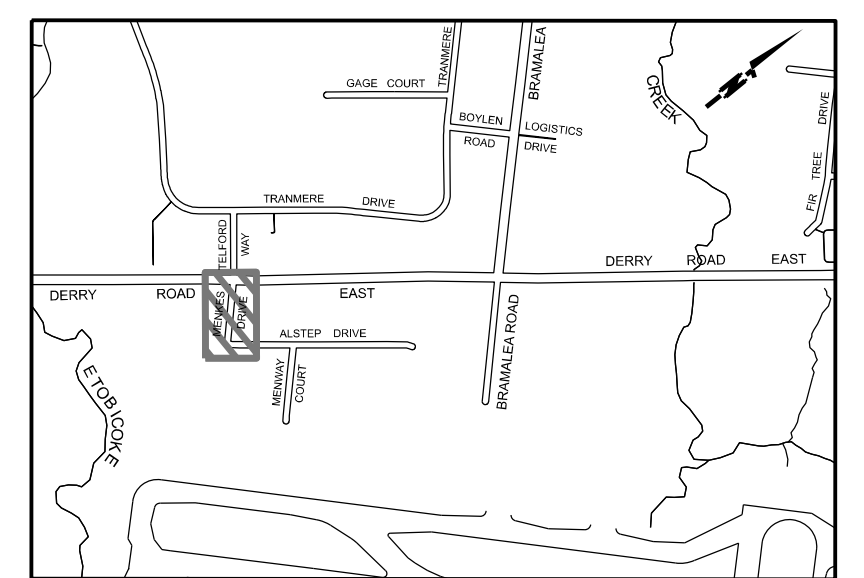 TRANMERE
BRAMALEA
N
GAGE COURT
CREEK
DRIVE
BOYLEN
LOGISTICS
ROAD
DRIVE
FIR TREE
TRANMERE DRIVE
TELFORD
WAY
DERRY ROAD EAST
DERRY ROAD EAST
MENKES
DRIVE
ALSTEP DRIVE
BRAMALEA ROAD
MENWAY
COURT
ETOBICOKE